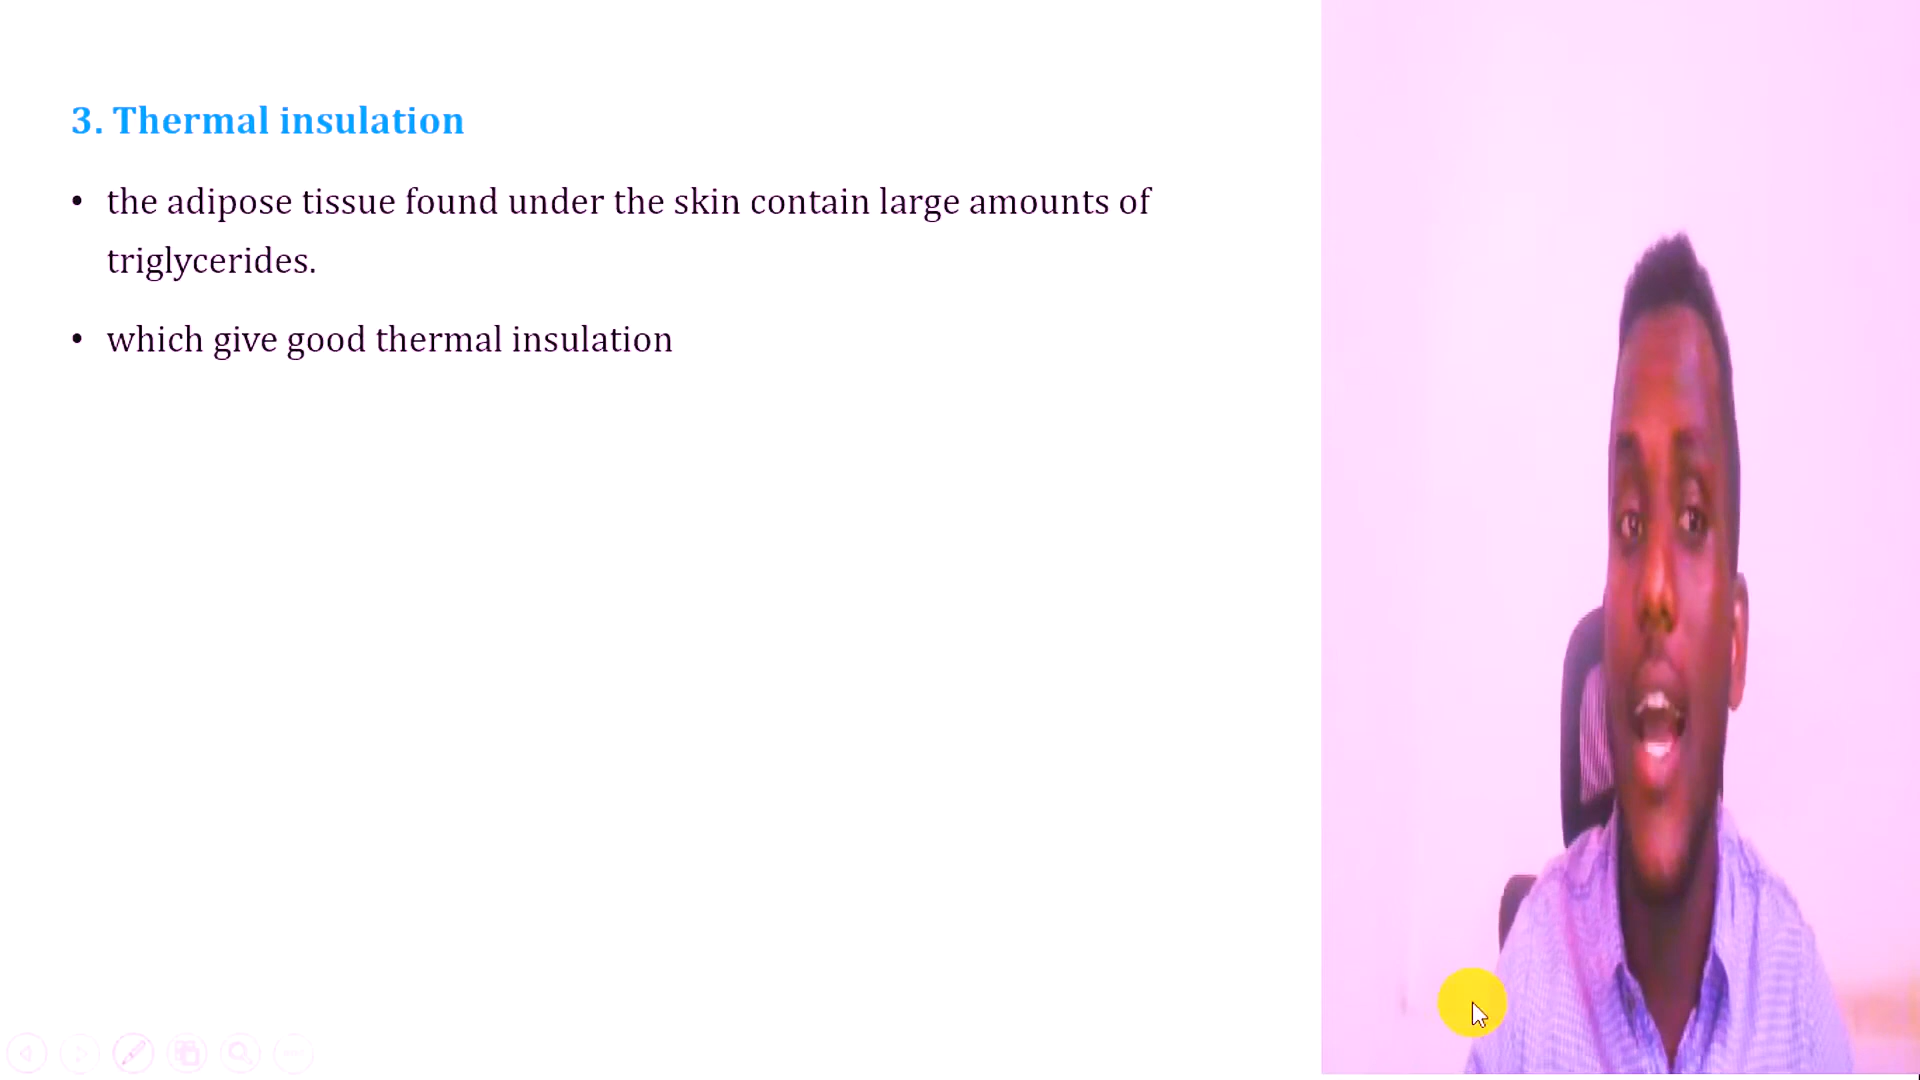 3. Thermal insulation
• the adipose tissue found under the skin contain large amounts of
triglycerides.
• which give good thermal insulation